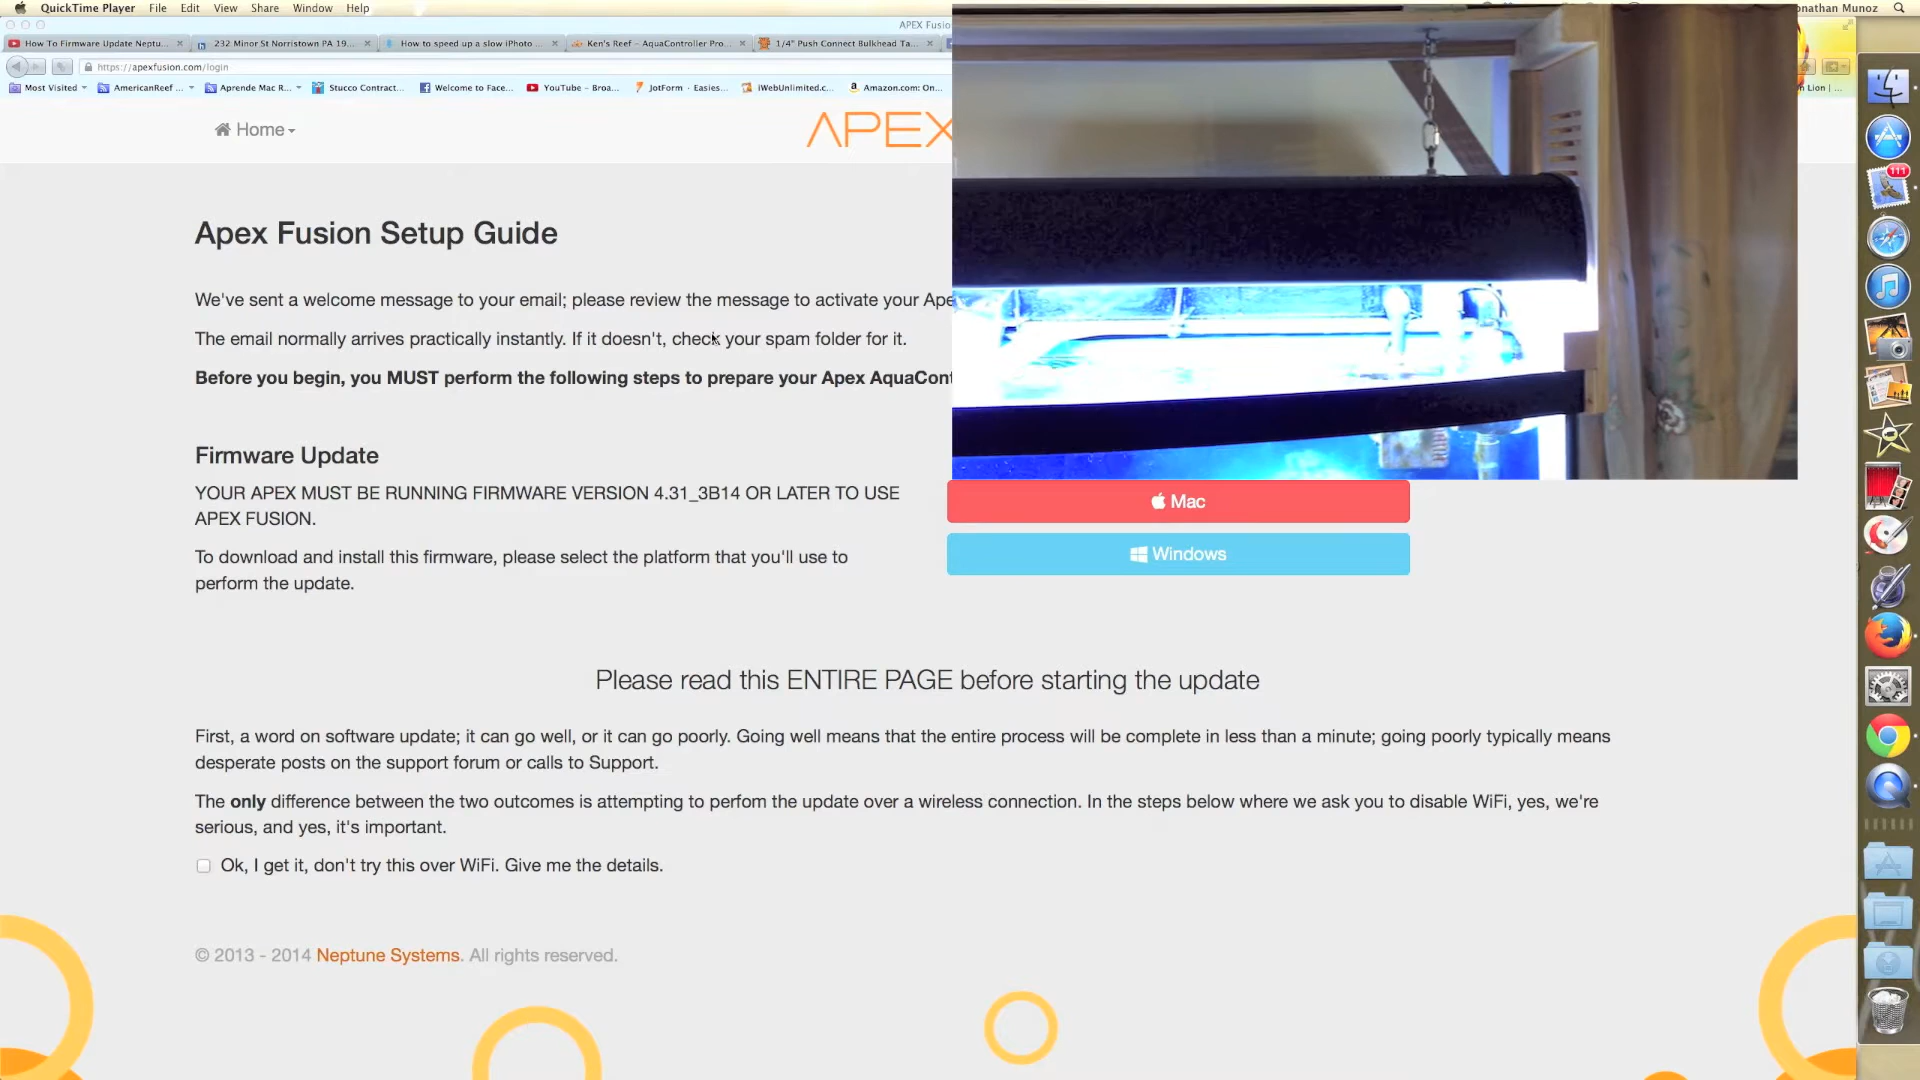 QuickTime Player File Edit View Share Window Help
onathan Munoz
APEX Fusio
How To Firmware Update Neptu...
232 Minor St Norristown PA 19...
How to speed up a slow iPhoto ...
Ken's Reef - AquaController Pro...
1/4" Push Connect Bulkhead Ta...
https://apexfusion.com/login
Most Visited
AmericanReef ...
Aprende Mac R...
Stucco Contract...
Welcome to Face...
YouTube - Broa...
JotForm · Easies...
iWebUnlimited.c...
Amazon.com: On...
n Lion | ...
Home
APEX
111
Apex Fusion Setup Guide
We've sent a welcome message to your email; please review the message to activate your Ape
The email normally arrives practically instantly. If it doesn't, check your spam folder for it.
Before you begin, you MUST perform the following steps to prepare your Apex AquaCont
Firmware Update
YOUR APEX MUST BE RUNNING FIRMWARE VERSION 4.31_3B14 OR LATER TO USE
APEX FUSION.
To download and install this firmware, please select the platform that you'll use to
perform the update.
Mac
Windows
Please read this ENTIRE PAGE before starting the update
First, a word on software update; it can go well, or it can go poorly. Going well means that the entire process will be complete in less than a minute; going poorly typically means
desperate posts on the support forum or calls to Support.
The only difference between the two outcomes is attempting to perfom the update over a wireless connection. In the steps below where we ask you to disable WiFi, yes, we're
serious, and yes, it's important.
Ok, I get it, don't try this over WiFi. Give me the details.
© 2013 - 2014 Neptune Systems. All rights reserved.